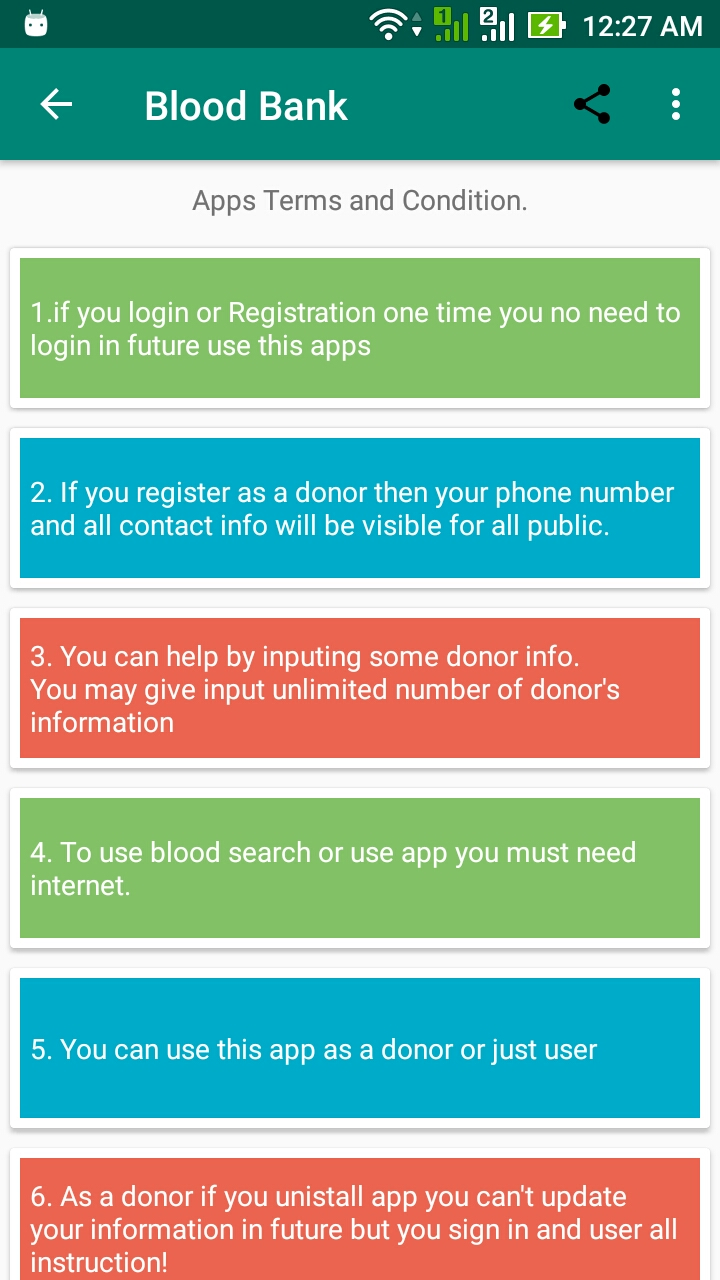 1
2
12:27 AM
Blood Bank
Apps Terms and Condition.
1.if you login or Registration one time you no need to
login in future use this apps
2. If you register as a donor then your phone number
and all contact info will be visible for all public.
3. You can help by inputing some donor info.
You may give input unlimited number of donor's
information
4. To use blood search or use app you must need
internet.
5. You can use this app as a donor or just user
6. As a donor if you unistall app you can't update
your information in future but you sign in and user all
instruction!